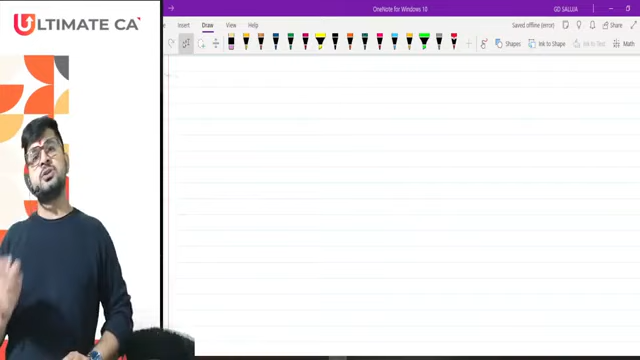 ULTIMATE CA
OneNote for Windows 10
GD SALUJA
Insert Draw View Help
Saved offline (error)
Share
Shapes
Ink to Shape
Ink to Text
Math